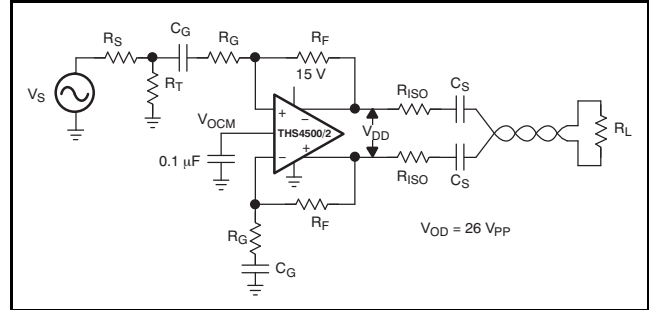 C_G
R_S
R_G
R_F
R_T
15 V
V_S
R_ISO
C_S
V_OCM
+
−
THS4500/2
V_DD
R_L
0.1 µF
−
+
R_ISO
C_S
R_F
R_G
V_OD = 26 V_PP
C_G